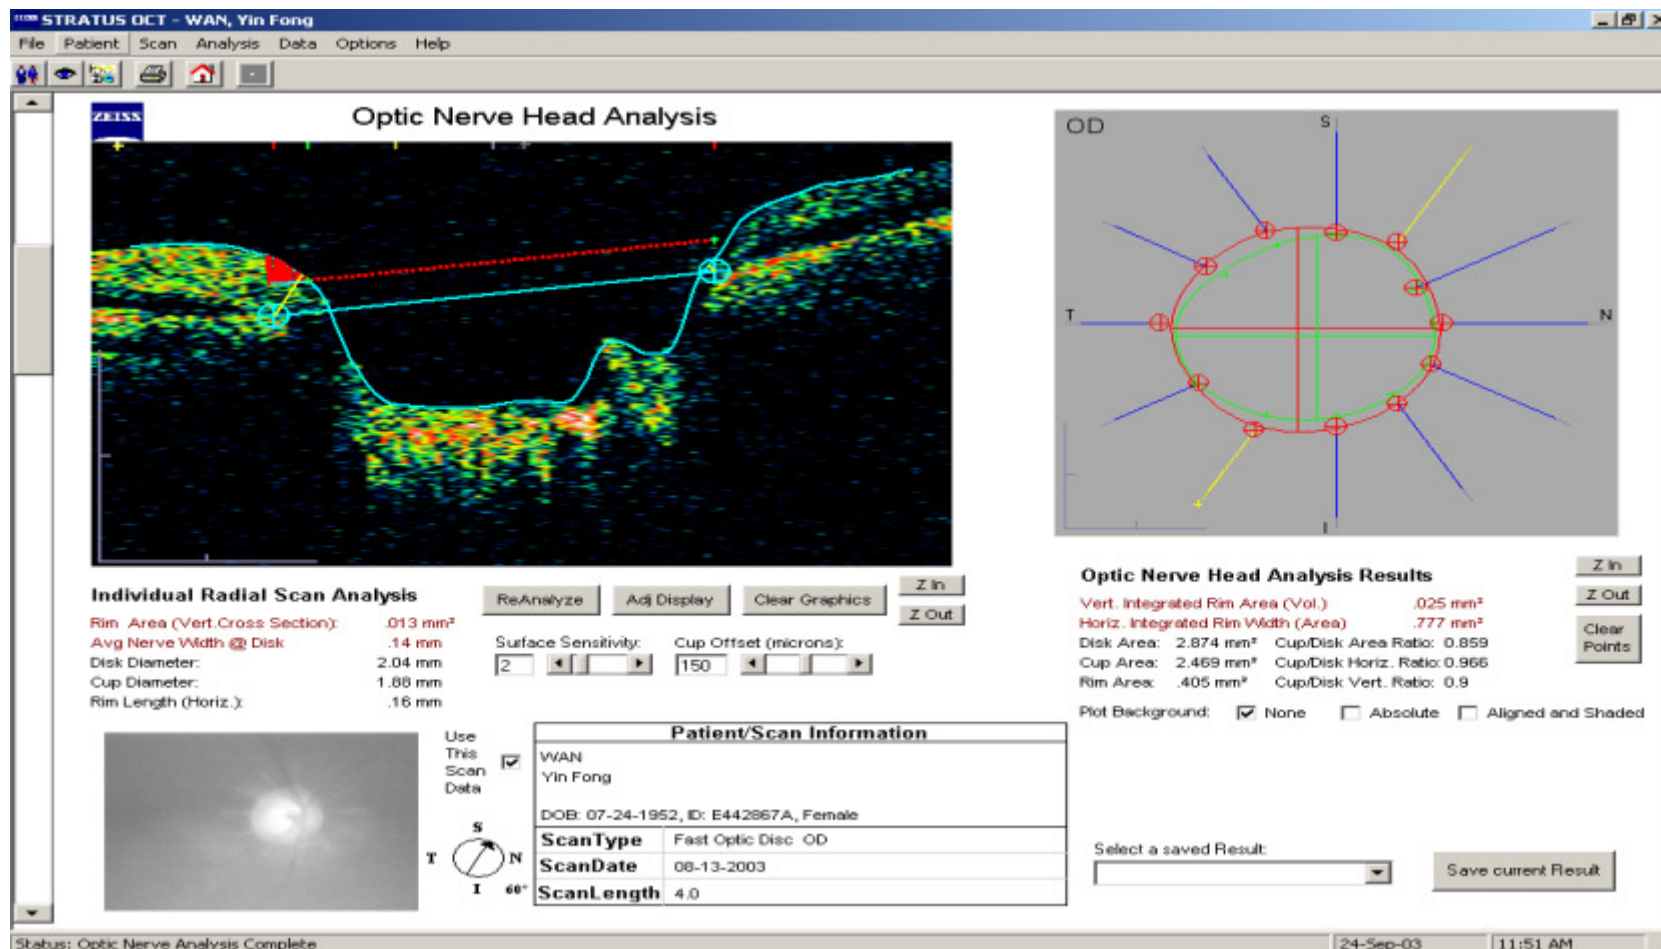 ZEISS STRATUS OCT - WAN, Yin Fong
File Patient Scan Analysis Data Options Help
ZEISS
Optic Nerve Head Analysis
OD
S
T
N
I
Individual Radial Scan Analysis
Rim Area (Vert.Cross Section): .013 mm²
Avg Nerve Width @ Disk .14 mm
Disk Diameter: 2.04 mm
Cup Diameter: 1.88 mm
Rim Length (Horiz.): .16 mm
ReAnalyze
Adj Display
Clear Graphics
Z In
Z Out
Surface Sensitivity:
2
Cup Offset (microns):
150
Optic Nerve Head Analysis Results
Vert. Integrated Rim Area (Vol.) .025 mm³
Horiz. Integrated Rim Width (Area) .777 mm²
Disk Area: 2.874 mm² Cup/Disk Area Ratio: 0.859
Cup Area: 2.469 mm² Cup/Disk Horiz. Ratio: 0.966
Rim Area: .405 mm² Cup/Disk Vert. Ratio: 0.9
Plot Background: None Absolute Aligned and Shaded
Z In
Z Out
Clear
Points
Use
This
Scan
Data
S
T
N
I 60°
Patient/Scan Information
WAN
Yin Fong
DOB: 07-24-1952, ID: E442867A, Female
ScanType Fast Optic Disc OD
ScanDate 08-13-2003
ScanLength 4.0
Select a saved Result:
Save current Result
Status: Optic Nerve Analysis Complete
24-Sep-03
11:51 AM